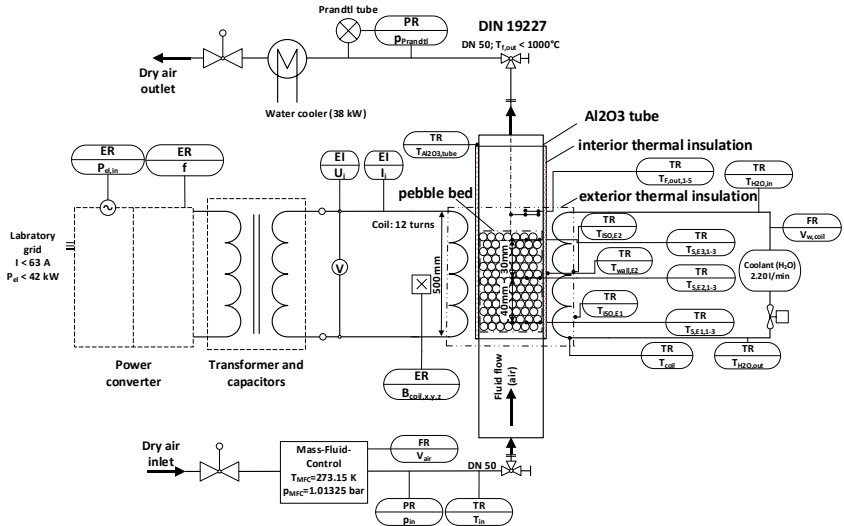 Prandtl tube
PR
pPrandtl
DIN 19227
DN 50; Tf,out < 1000°C
Dry air
outlet
Water cooler (38 kW)
Al2O3 tube
TR
TAl2O3,tube
interior thermal insulation
ER
Pel,in
ER
f
EI
Ui
EI
Ii
TR
TF,out,1-5
TR
TH2O,in
pebble bed
exterior thermal insulation
Coil: 12 turns
TR
TISO,E2
FR
Vw,coil
Labratory
grid
I < 63 A
Pel < 42 kW
V
500mm
40mm
~30mm
TR
TS,E3,1-3
TR
Twall,E2
TR
TS,E2,1-3
Coolant (H2O)
2.20 l/min
TR
TISO,E1
TR
TS,E1,1-3
Power
converter
Transformer and
capacitors
ER
Bcoil,x,y,z
Fluid flow
(air)
TR
Tcoil
TR
TH2O,out
Dry air
inlet
Mass-Fluid-
Control
TMFC=273.15 K
pMFC=1.01325 bar
FR
Vair
DN 50
PR
pin
TR
Tin